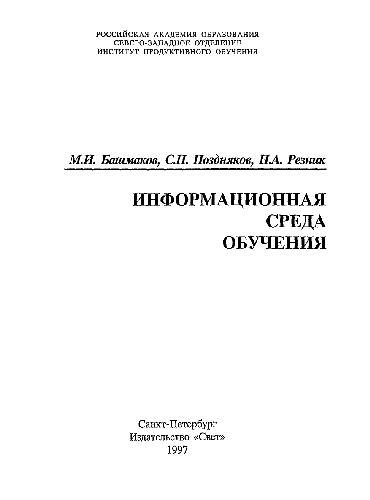 РОССИЙСКАЯ АКАДЕМИЯ ОБРАЗОВАНИЯ
СЕВЕРО-ЗАПАДНОЕ ОТДЕЛЕНИЕ
ИНСТИТУТ ПРОДУКТИВНОГО ОБУЧЕНИЯ
М.И. Башмаков, С.Н. Поздняков, Н.А. Резник
ИНФОРМАЦИОННАЯ
СРЕДА
ОБУЧЕНИЯ
Санкт-Петербург
Издательство «Свет»
1997